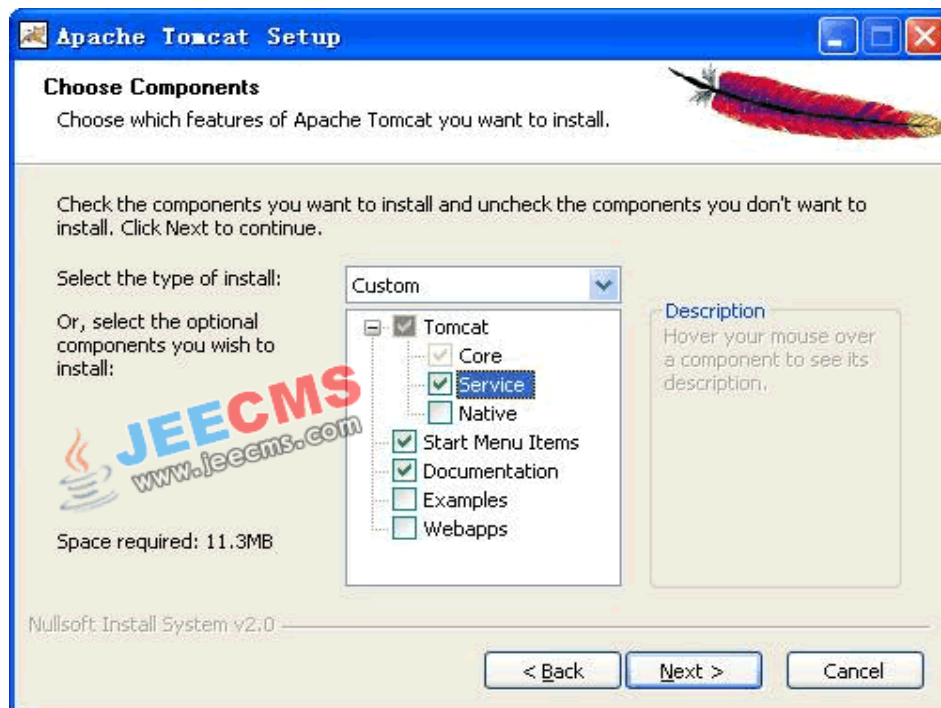 Apache Tomcat Setup
Choose Components
Choose which features of Apache Tomcat you want to install.
Check the components you want to install and uncheck the components you don't want to
install. Click Next to continue.
Select the type of install:
Custom
Or, select the optional
components you wish to
install:
Tomcat
Core
Service
Native
Start Menu Items
Documentation
Examples
Webapps
Description
Hover your mouse over
a component to see its
description.
JEECMS
www.jeecms.com
Space required: 11.3MB
Nullsoft Install System v2.0
< Back
Next >
Cancel